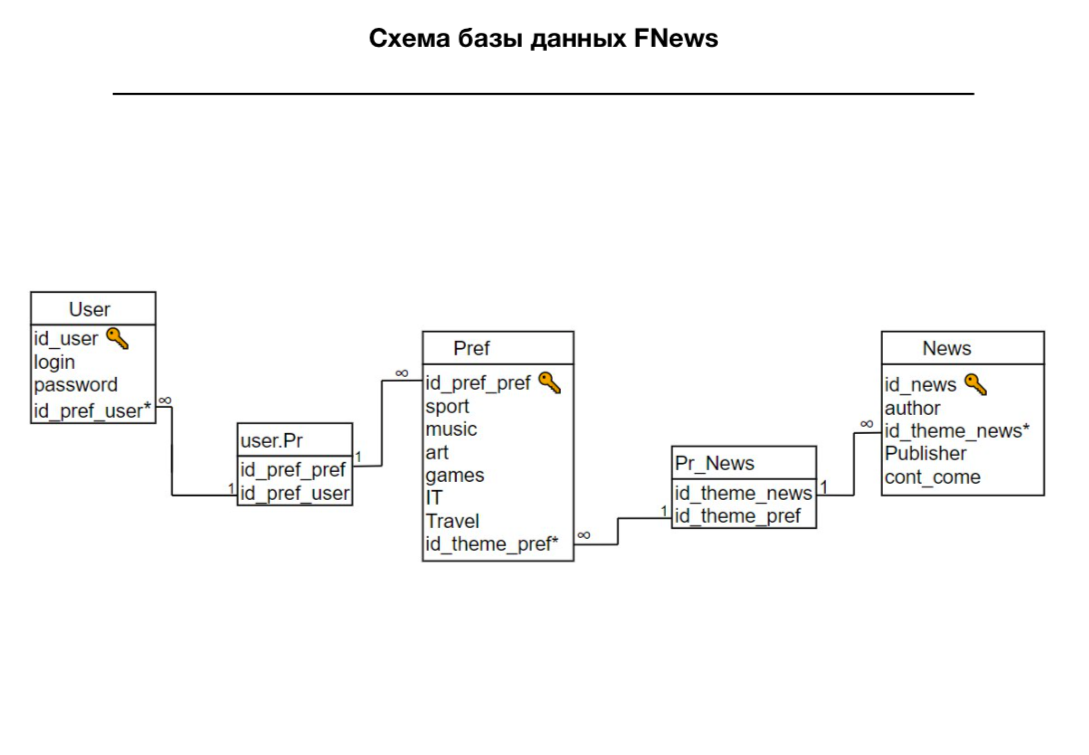 Схема базы данных FNews
User
id_user
login
password
id_pref_user*
∞
1
user.Pr
id_pref_pref
id_pref_user
1
∞
Pref
id_pref_pref
sport
music
art
games
IT
Travel
id_theme_pref*
∞
1
Pr_News
id_theme_news
id_theme_pref
1
∞
News
id_news
author
id_theme_news*
Publisher
cont_come